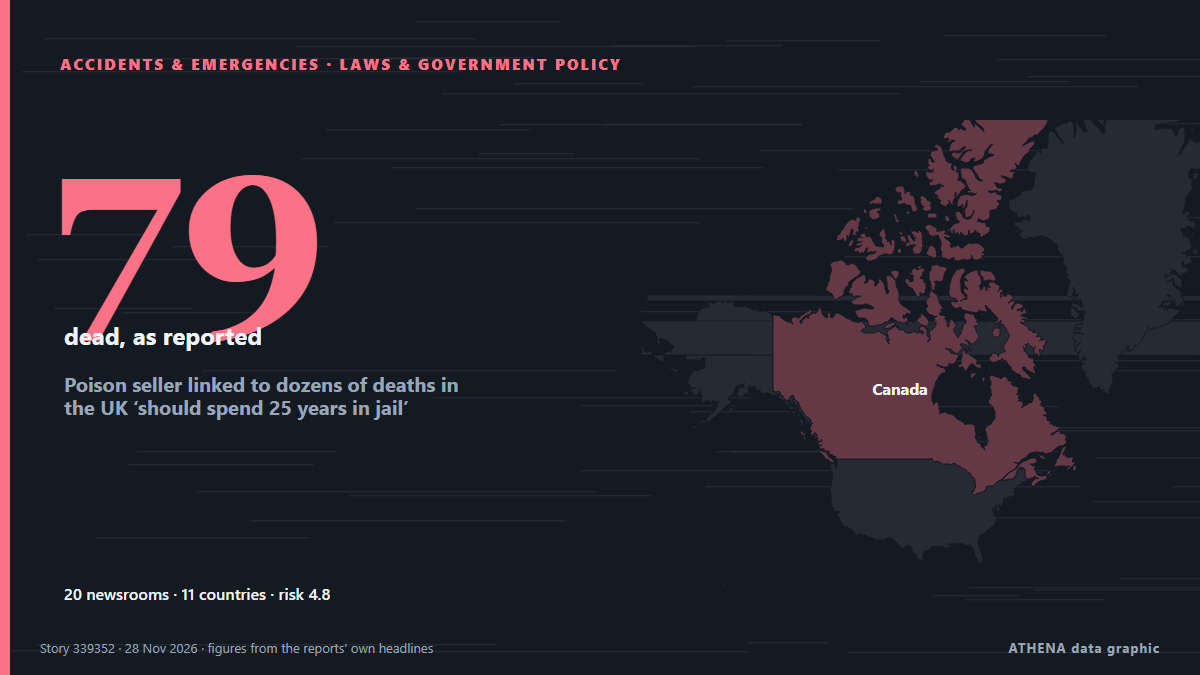 ACCIDENTS & EMERGENCIES · LAWS & GOVERNMENT POLICY
79
dead, as reported
Poison seller linked to dozens of deaths in
the UK ‘should spend 25 years in jail’
Canada
20 newsrooms · 11 countries · risk 4.8
Story 339352 · 28 Nov 2026 · figures from the reports' own headlines
ATHENA data graphic